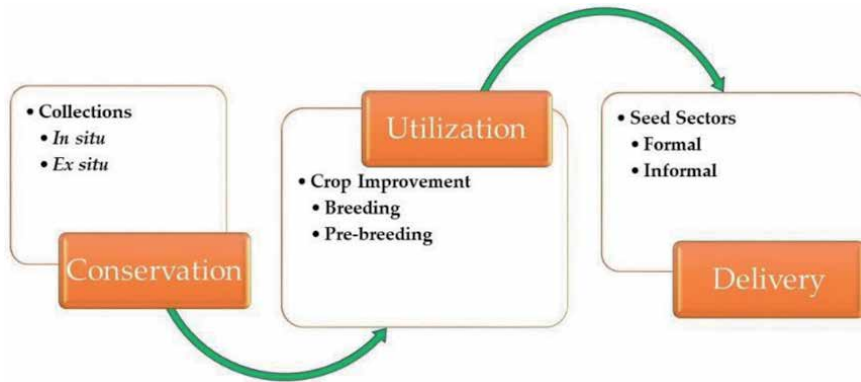 • Collections
• In situ
• Ex situ
Conservation
Utilization
• Crop Improvement
• Breeding
• Pre-breeding
• Seed Sectors
• Formal
• Informal
Delivery